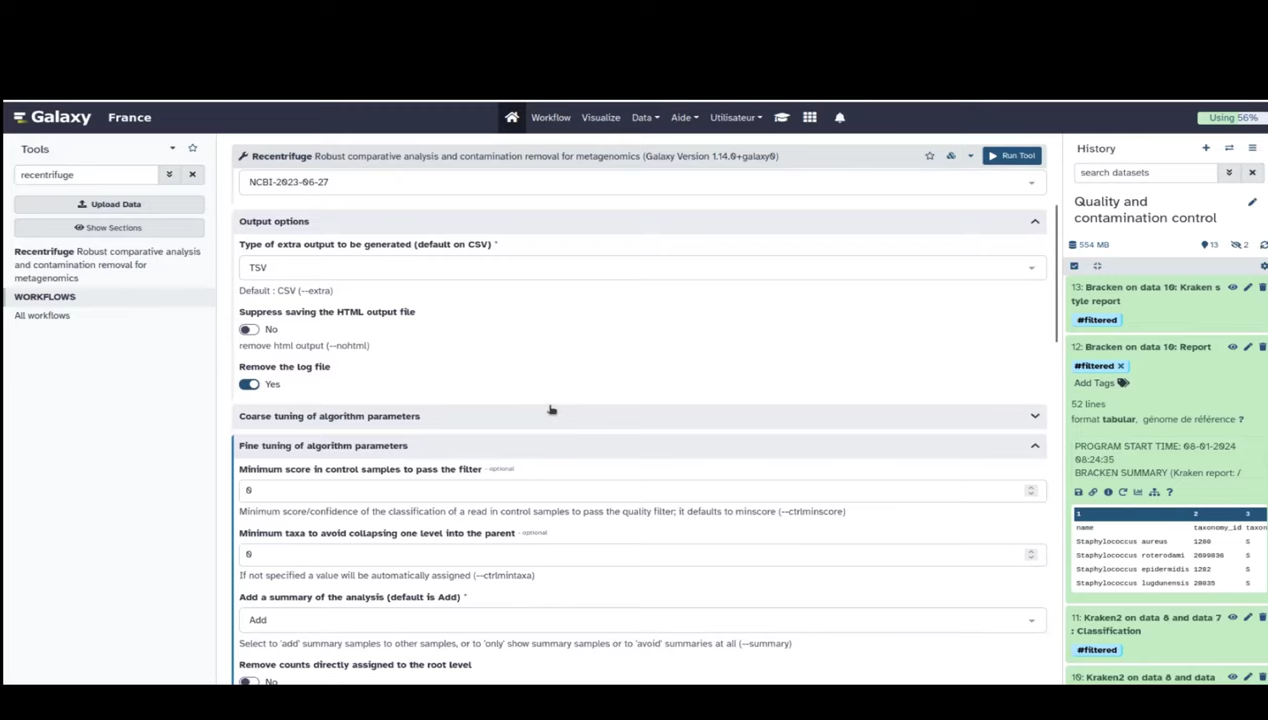 Galaxy France
Workflow Visualize Data Aide Utilisateur
Using 56%
Tools
recentrifuge
Upload Data
Show Sections
Recentrifuge Robust comparative analysis
and contamination removal for
metagenomics
WORKFLOWS
All workflows
Recentrifuge Robust comparative analysis and contamination removal for metagenomics (Galaxy Version 1.14.0+galaxy0)
Run Tool
NCBI-2023-06-27
Output options
Type of extra output to be generated (default on CSV) *
TSV
Default : CSV (--extra)
Suppress saving the HTML output file
No
remove html output (--nohtml)
Remove the log file
Yes
Coarse tuning of algorithm parameters
Fine tuning of algorithm parameters
Minimum score in control samples to pass the filter - optional
0
Minimum score/confidence of the classification of a read in control samples to pass the quality filter; it defaults to minscore (--ctrlminscore)
Minimum taxa to avoid collapsing one level into the parent - optional
0
If not specified a value will be automatically assigned (--ctrlmintaxa)
Add a summary of the analysis (default is Add) *
Add
Select to 'add' summary samples to other samples, or to 'only' show summary samples or to 'avoid' summaries at all (--summary)
Remove counts directly assigned to the root level
No
History
search datasets
Quality and
contamination control
554 MB
13
2
13: Bracken on data 10: Kraken s
tyle report
#filtered
12: Bracken on data 10: Report
#filtered
Add Tags
52 lines
format tabular, génome de référence ?
PROGRAM START TIME: 08-01-2024
08:24:35
BRACKEN SUMMARY (Kraken report: /
1 2 3
name taxonomy_id taxon
Staphylococcus aureus 1280 S
Staphylococcus roterodami 2699836 S
Staphylococcus epidermidis 1282 S
Staphylococcus lugdunensis 28035 S
11: Kraken2 on data 8 and data 7
: Classification
#filtered
10: Kraken2 on data 8 and data